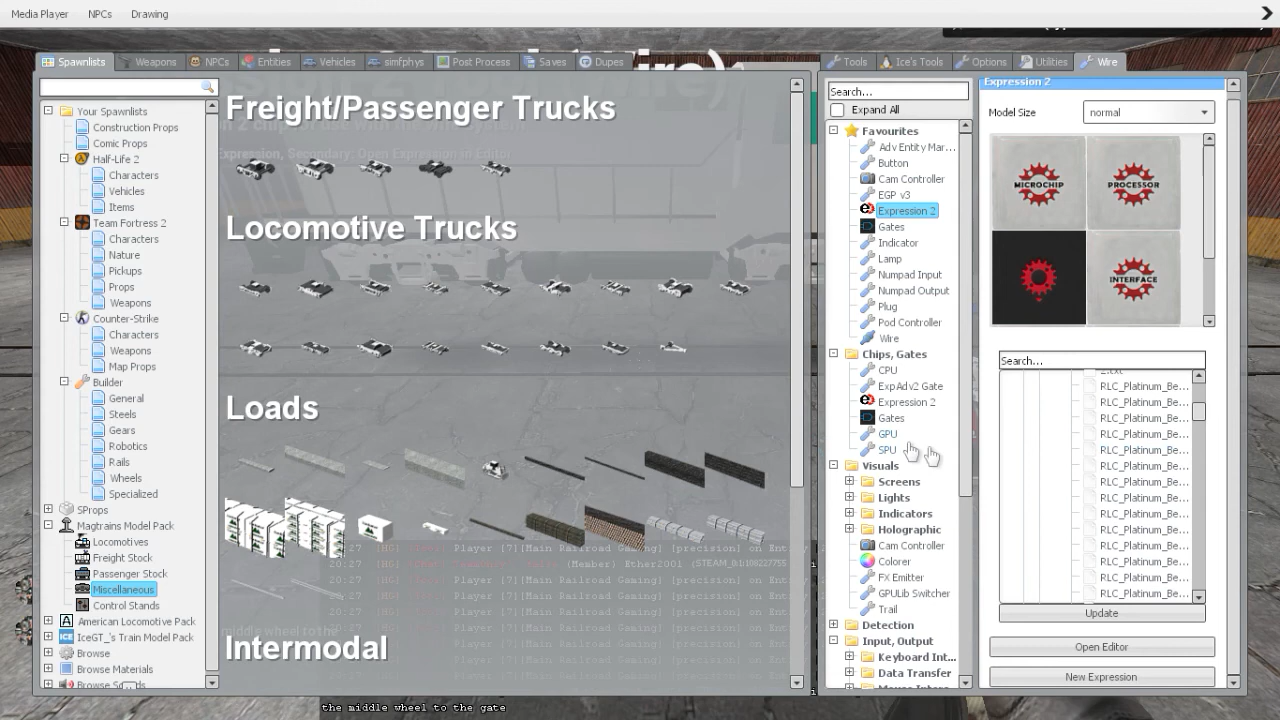 Media Player NPCs Drawing
Spawnlists Weapons NPCs Entities Vehicles simfphys Post Process Saves Dupes
Tools Ice's Tools Options Utilities Wire
Your Spawnlists
Construction Props
Comic Props
Half-Life 2
Characters
Vehicles
Items
Team Fortress 2
Characters
Nature
Pickups
Props
Weapons
Counter-Strike
Characters
Weapons
Map Props
Builder
General
Steels
Gears
Robotics
Rails
Wheels
Specialized
SProps
Magtrains Model Pack
Locomotives
Freight Stock
Passenger Stock
Miscellaneous
Control Stands
American Locomotive Pack
IceGT_'s Train Model Pack
Browse
Browse Materials
Freight/Passenger Trucks
Locomotive Trucks
Loads
Intermodal
Search...
Expand All
Favourites
Adv Entity Mar...
Button
Cam Controller
EGP v3
Expression 2
Gates
Indicator
Lamp
Numpad Input
Numpad Output
Plug
Pod Controller
Wire
Chips, Gates
CPU
ExpAdv2 Gate
Expression 2
Gates
GPU
SPU
Visuals
Screens
Lights
Indicators
Holographic
Cam Controller
Colorer
FX Emitter
GPULib Switcher
Trail
Detection
Input, Output
Keyboard Int...
Data Transfer
Expression 2
Model Size normal
MICROCHIP PROCESSOR
INTERFACE
Search...
2.txt
RLC_Platinum_Be...
RLC_Platinum_Be...
RLC_Platinum_Be...
RLC_Platinum_Be...
RLC_Platinum_Be...
RLC_Platinum_Be...
RLC_Platinum_Be...
RLC_Platinum_Be...
RLC_Platinum_Be...
RLC_Platinum_Be...
RLC_Platinum_Be...
RLC_Platinum_Be...
RLC_Platinum_Be...
RLC_Platinum_Be...
Update
Open Editor
New Expression
the middle wheel to the gate